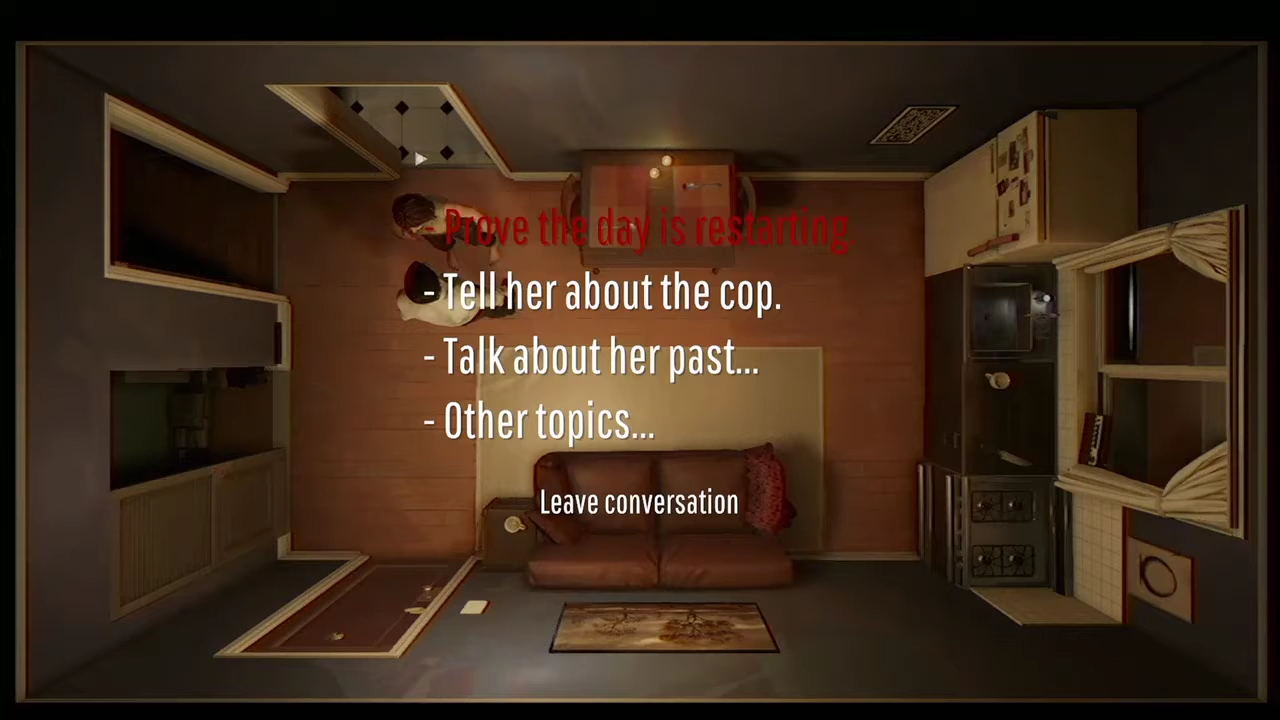 - Prove the day is restarting.
- Tell her about the cop.
- Talk about her past...
- Other topics...
Leave conversation